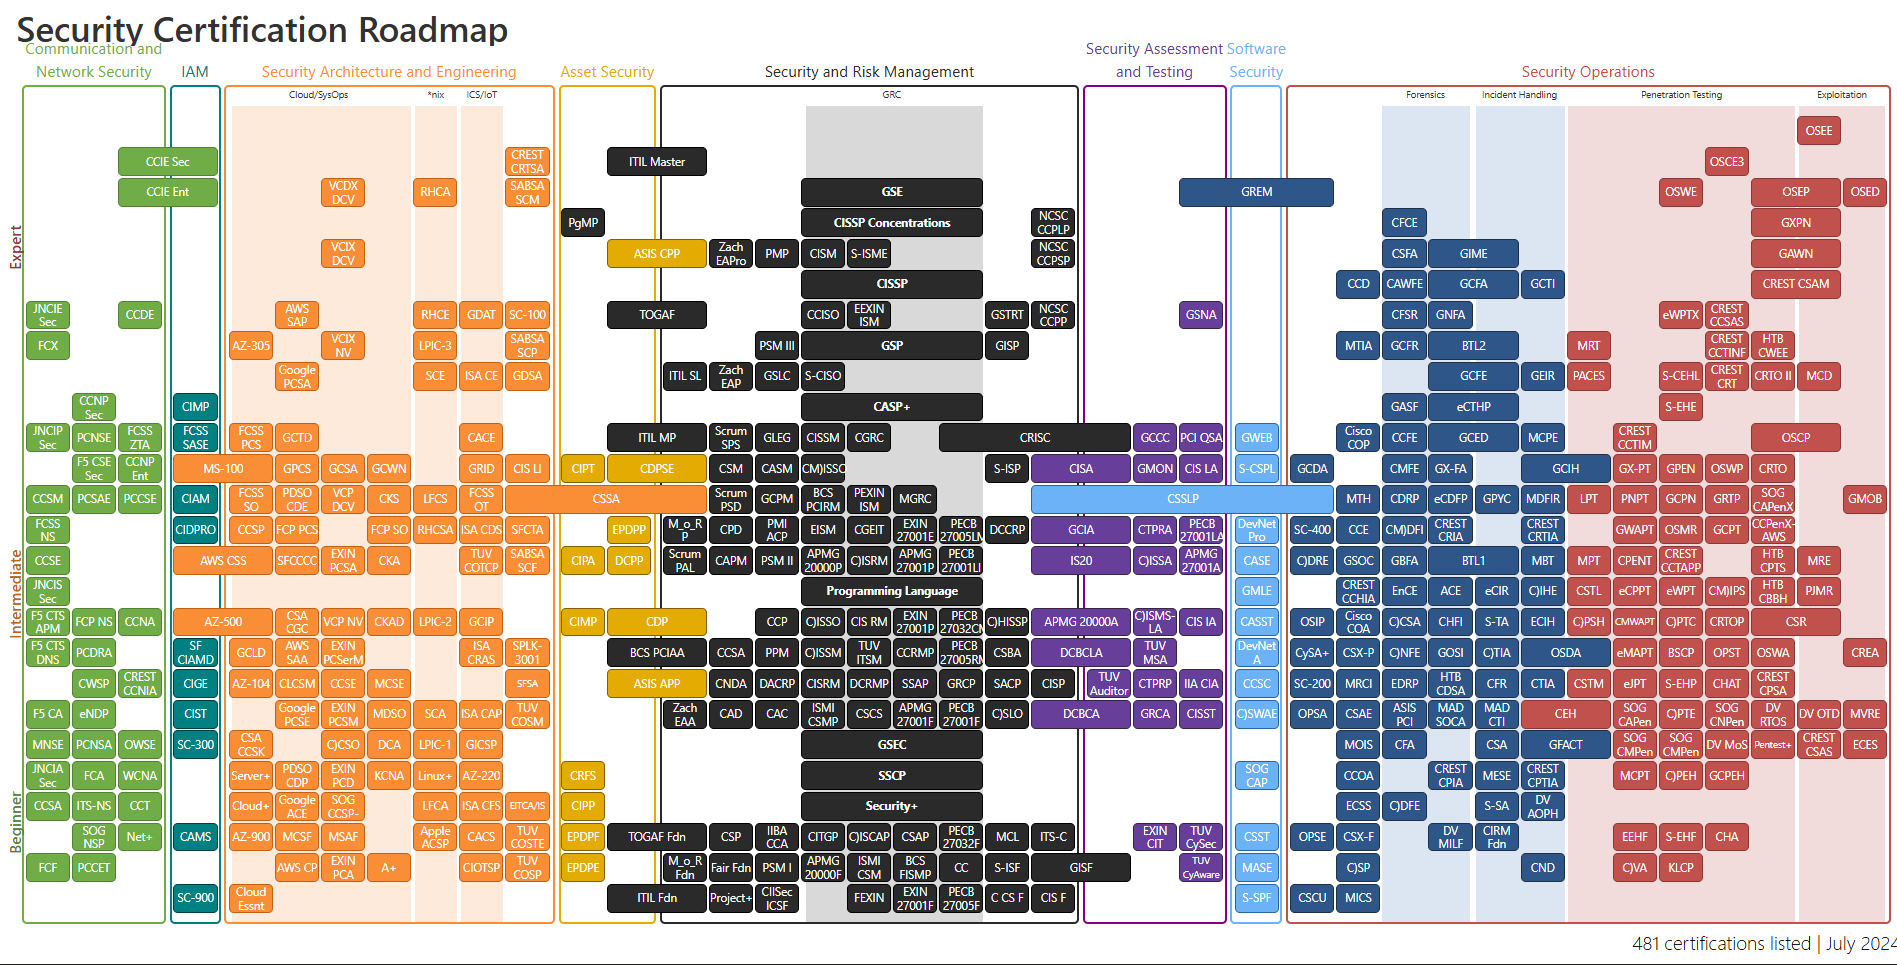 Security Certification Roadmap
Communication and Network Security
IAM
Security Architecture and Engineering
Asset Security
Security and Risk Management
Security Assessment and Testing
Software Security
Security Operations
Cloud/SysOps *nix ICS/IoT GRC Forensics Incident Handling Penetration Testing Exploitation
Expert
Intermediate
Beginner
OSEE
CCIE Sec CREST CRTSA ITIL Master OSCE3
CCIE Ent VCDX DCV RHCA SABSA SCM GSE GREM OSWE OSEP OSED
PgMP CISSP Concentrations NCSC CCPLP CFCE GXPN
VCIX DCV ASIS CPP Zach EAPro PMP CISM S-ISME NCSC CCPSP CSFA GIME GAWN
CISSP CCD CAWFE GCFA GCTI CREST CSAM
JNCIE Sec CCDE AWS SAP RHCE GDAT SC-100 TOGAF CCISO EEXIN ISM GSTRT NCSC CCPP GSNA CFSR GNFA eWPTX CREST CCSAS
FCX AZ-305 VCIX NV LPIC-3 SABSA SCP PSM III GSP GISP MTIA GCFR BTL2 MRT CREST CCTINF HTB CWEE
Google PCSA SCE ISA CE GDSA ITIL SL Zach EAP GSLC S-CISO GCFE GEIR PACES S-CEHL CREST CRT CRTO II MCD
CCNP Sec CIMP CASP+ GASF eCTHP S-EHE
JNCIP Sec PCNSE FCSS ZTA FCSS SASE FCSS PCS GCTD CACE ITIL MP Scrum SPS GLEG CISSM CGRC CRISC GCCC PCI QSA GWEB Cisco COP CCFE GCED MCPE CREST CCTIM OSCP
F5 CSE Sec CCNP Ent MS-100 GPCS GCSA GCWN GRID CIS LI CIPT CDPSE CSM CASM CM)ISSO S-ISP CISA GMON CIS LA S-CSPL GCDA CMFE GX-FA GCIH GX-PT GPEN OSWP CRTO
CCSM PCSAE PCCSE CIAM FCSS SO PDSO CDE VCP DCV CKS LFCS FCSS OT CSSA Scrum PSD GCPM BCS PCIRM PEXIN ISM MGRC CSSLP MTH CDRP eCDFP GPYC MDFIR LPT PNPT GCPN GRTP SOG CAPenX GMOB
FCSS NS CIDPRO CCSP FCP PCS FCP SO RHCSA ISA CDS SFCTA EPDPP M_o_R P CPD PMI ACP EISM CGEIT EXIN 27001E PECB 27005LM DCCRP GCIA CTPRA PECB 27001LA DevNet Pro SC-400 CCE CM)DFI CREST CRIA CREST CRTIA GWAPT OSMR GCPT CCPenX-AWS
CCSE AWS CSS SFCCCC EXIN PCSA CKA TUV COTCP SABSA SCF CIPA DCPP Scrum PAL CAPM PSM II APMG 20000P C)ISRM APMG 27001P PECB 27001LI IS20 C)ISSA APMG 27001A CASE C)DRE GSOC GBFA BTL1 MBT MPT CPENT CREST CCTAPP HTB CPTS MRE
JNCIS Sec Programming Language GMLE CREST CCHIA EnCE ACE eCIR C)IHE CSTL eCPPT eWPT CM)IPS HTB CBBH PJMR
F5 CTS APM FCP NS CCNA AZ-500 CSA CGC VCP NV CKAD LPIC-2 GCIP CIMP CDP CCP C)ISSO CIS RM EXIN 27001P PECB 27032CM C)HISSP APMG 20000A C)ISMS-LA CIS IA CASST OSIP Cisco COA C)CSA CHFI S-TA ECIH C)PSH CMWAPT C)PTC CRTOP CSR
F5 CTS DNS PCDRA SF CIAMD GCLD AWS SAA EXIN PCSerM ISA CRAS SPLK-3001 BCS PCIAA CCSA PPM C)ISSM TUV ITSM CCRMP PECB 27005RM CSBA DCBCLA TUV MSA DevNet A CySA+ CSX-P C)NFE GOSI C)TIA OSDA eMAPT BSCP OPST OSWA CREA
CWSP CREST CCNIA CIGE AZ-104 CLCSM CCSE MCSE SFSA ASIS APP CNDA DACRP CISRM DCRMP SSAP GRCP SACP CISP TUV Auditor CTPRP IIA CIA CCSC SC-200 MRCI EDRP HTB CDSA CFR CTIA CSTM eJPT S-EHP CHAT CREST CPSA
F5 CA eNDP CIST Google PCSE EXIN PCSM MDSO SCA ISA CAP TUV COSM Zach EAA CAD CAC ISMI CSMP CSCS APMG 27001F PECB 27001F C)SLO DCBCA GRCA CISST C)SWAE OPSA CSAE ASIS PCI MAD SOCA MAD CTI CEH SOG CAPen C)PTE SOG CNPen DV RTOS DV OTD MVRE
MNSE PCNSA OWSE SC-300 CSA CCSK C)CSO DCA LPIC-1 GICSP GSEC MOIS CFA CSA GFACT SOG CMPen SOG CMPen DV MoS Pentest+ CREST CSAS ECES
JNCIA Sec FCA WCNA Server+ PDSO CDP EXIN PCD KCNA Linux+ AZ-220 CRFS SSCP SOG CAP CCOA CREST CPIA MESE CREST CPTIA MCPT C)PEH GCPEH
CCSA ITS-NS CCT Cloud+ Google ACE SOG CCSP- LFCA ISA CFS EITCA/IS CIPP Security+ ECSS C)DFE S-SA DV AOPH
SOG NSP Net+ CAMS AZ-900 MCSF MSAF Apple ACSP CACS TUV COSTE EPDPF TOGAF Fdn CSP IIBA CCA CITGP C)ISCAP CSAP PECB 27032F MCL ITS-C EXIN CIT TUV CySec CSST OPSE CSX-F DV MILF CIRM Fdn EEHF S-EHF CHA
FCF PCCET AWS CP EXIN PCA A+ CIOTSP TUV COSP EPDPE M_o_R Fdn Fair Fdn PSM I APMG 20000F ISMI CSM BCS FISMP CC S-ISF GISF TUV CyAware MASE C)SP CND C)VA KLCP
SC-900 Cloud Essnt ITIL Fdn Project+ CIISec ICSF FEXIN EXIN 27001F PECB 27005F C CS F CIS F S-SPF CSCU MICS
481 certifications listed | July 2024